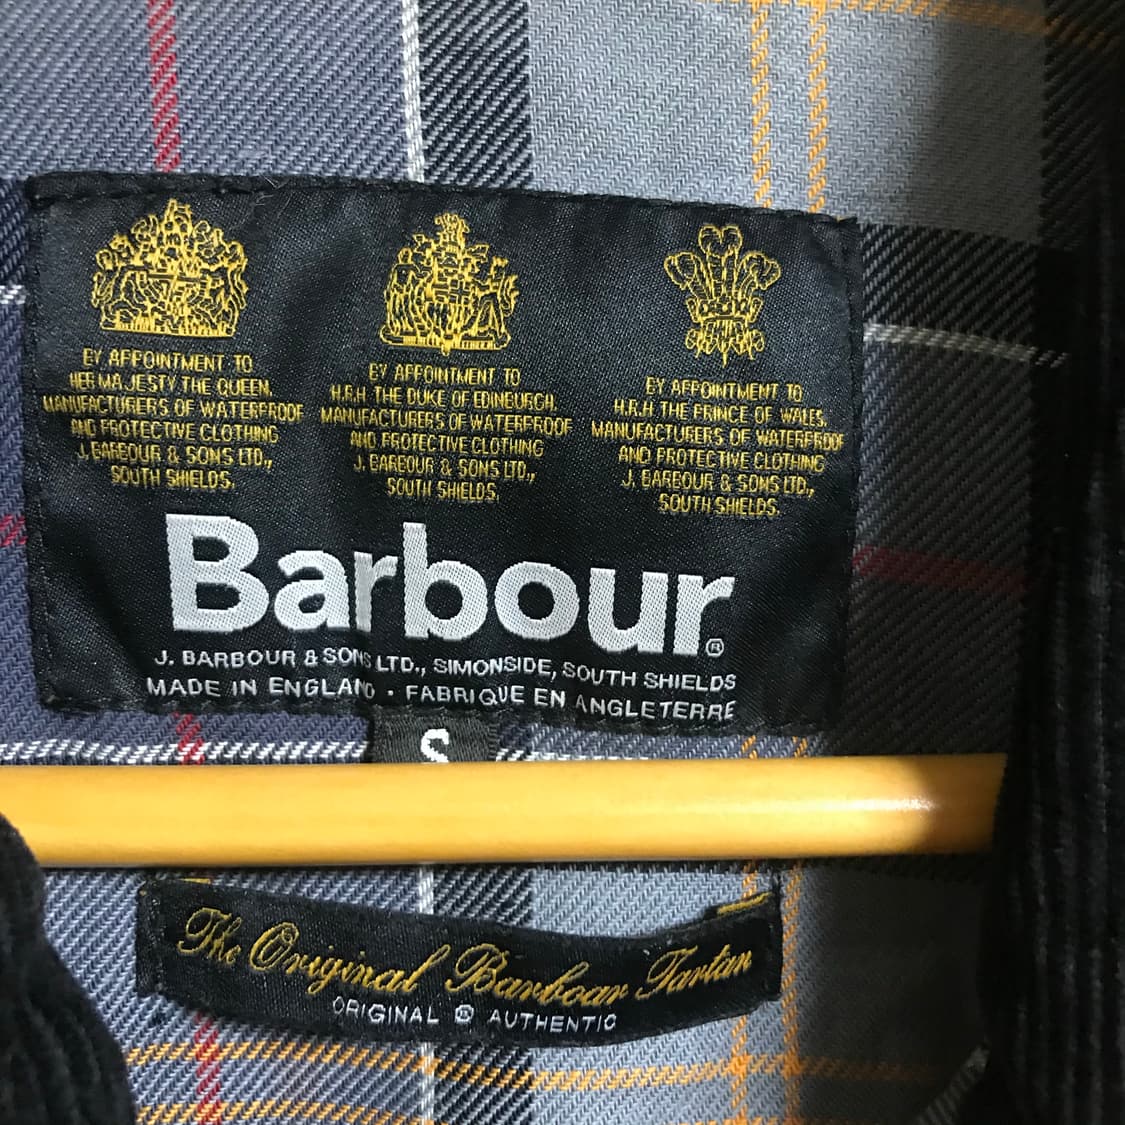 BY APPOINTMENT TO
HER MAJESTY THE QUEEN,
MANUFACTURERS OF WATERPROOF
AND PROTECTIVE CLOTHING
J. BARBOUR & SONS LTD.,
SOUTH SHIELDS.
BY APPOINTMENT TO
H.R.H. THE DUKE OF EDINBURGH,
MANUFACTURERS OF WATERPROOF
AND PROTECTIVE CLOTHING
J. BARBOUR & SONS LTD.,
SOUTH SHIELDS.
BY APPOINTMENT TO
H.R.H THE PRINCE OF WALES,
MANUFACTURERS OF WATERPROOF
AND PROTECTIVE CLOTHING
J. BARBOUR & SONS LTD.,
SOUTH SHIELDS.
Barbour®
J. BARBOUR & SONS LTD., SIMONSIDE, SOUTH SHIELDS
MADE IN ENGLAND · FABRIQUE EN ANGLETERRE
S
The Original Barbour Tartan
ORIGINAL ® AUTHENTIC